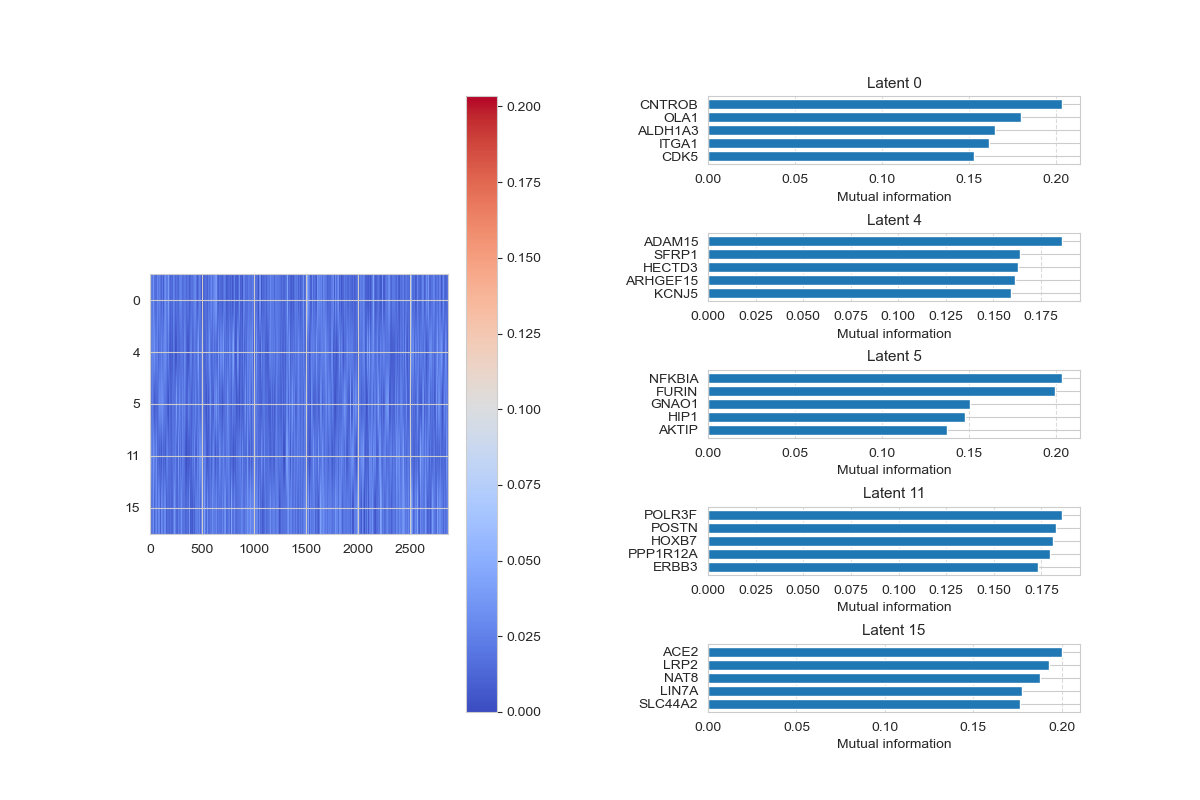 0.200
0.175
0.150
0.125
0.100
0.075
0.050
0.025
0.000
0
4
5
11
15
0 500 1000 1500 2000 2500
Latent 0
CNTROB
OLA1
ALDH1A3
ITGA1
CDK5
0.00 0.05 0.10 0.15 0.20
Mutual information
Latent 4
ADAM15
SFRP1
HECTD3
ARHGEF15
KCNJ5
0.000 0.025 0.050 0.075 0.100 0.125 0.150 0.175
Mutual information
Latent 5
NFKBIA
FURIN
GNAO1
HIP1
AKTIP
0.00 0.05 0.10 0.15 0.20
Mutual information
Latent 11
POLR3F
POSTN
HOXB7
PPP1R12A
ERBB3
0.000 0.025 0.050 0.075 0.100 0.125 0.150 0.175
Mutual information
Latent 15
ACE2
LRP2
NAT8
LIN7A
SLC44A2
0.00 0.05 0.10 0.15 0.20
Mutual information